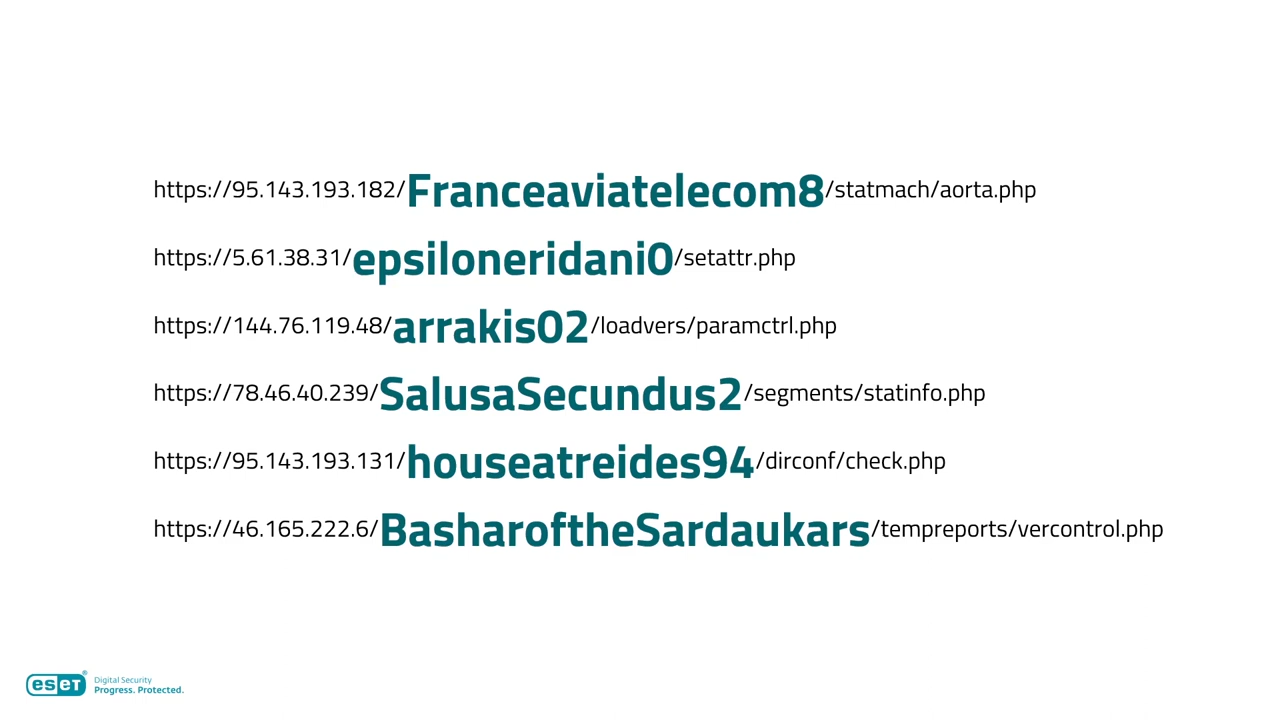 https://95.143.193.182/Franceaviatelecom8/statmach/aorta.php
https://5.61.38.31/epsiloneridani0/setattr.php
https://144.76.119.48/arrakis02/loadvers/paramctrl.php
https://78.46.40.239/SalusaSecundus2/segments/statinfo.php
https://95.143.193.131/houseatreides94/dirconf/check.php
https://46.165.222.6/BasharoftheSardaukars/tempreports/vercontrol.php
eset® Digital Security
Progress. Protected.